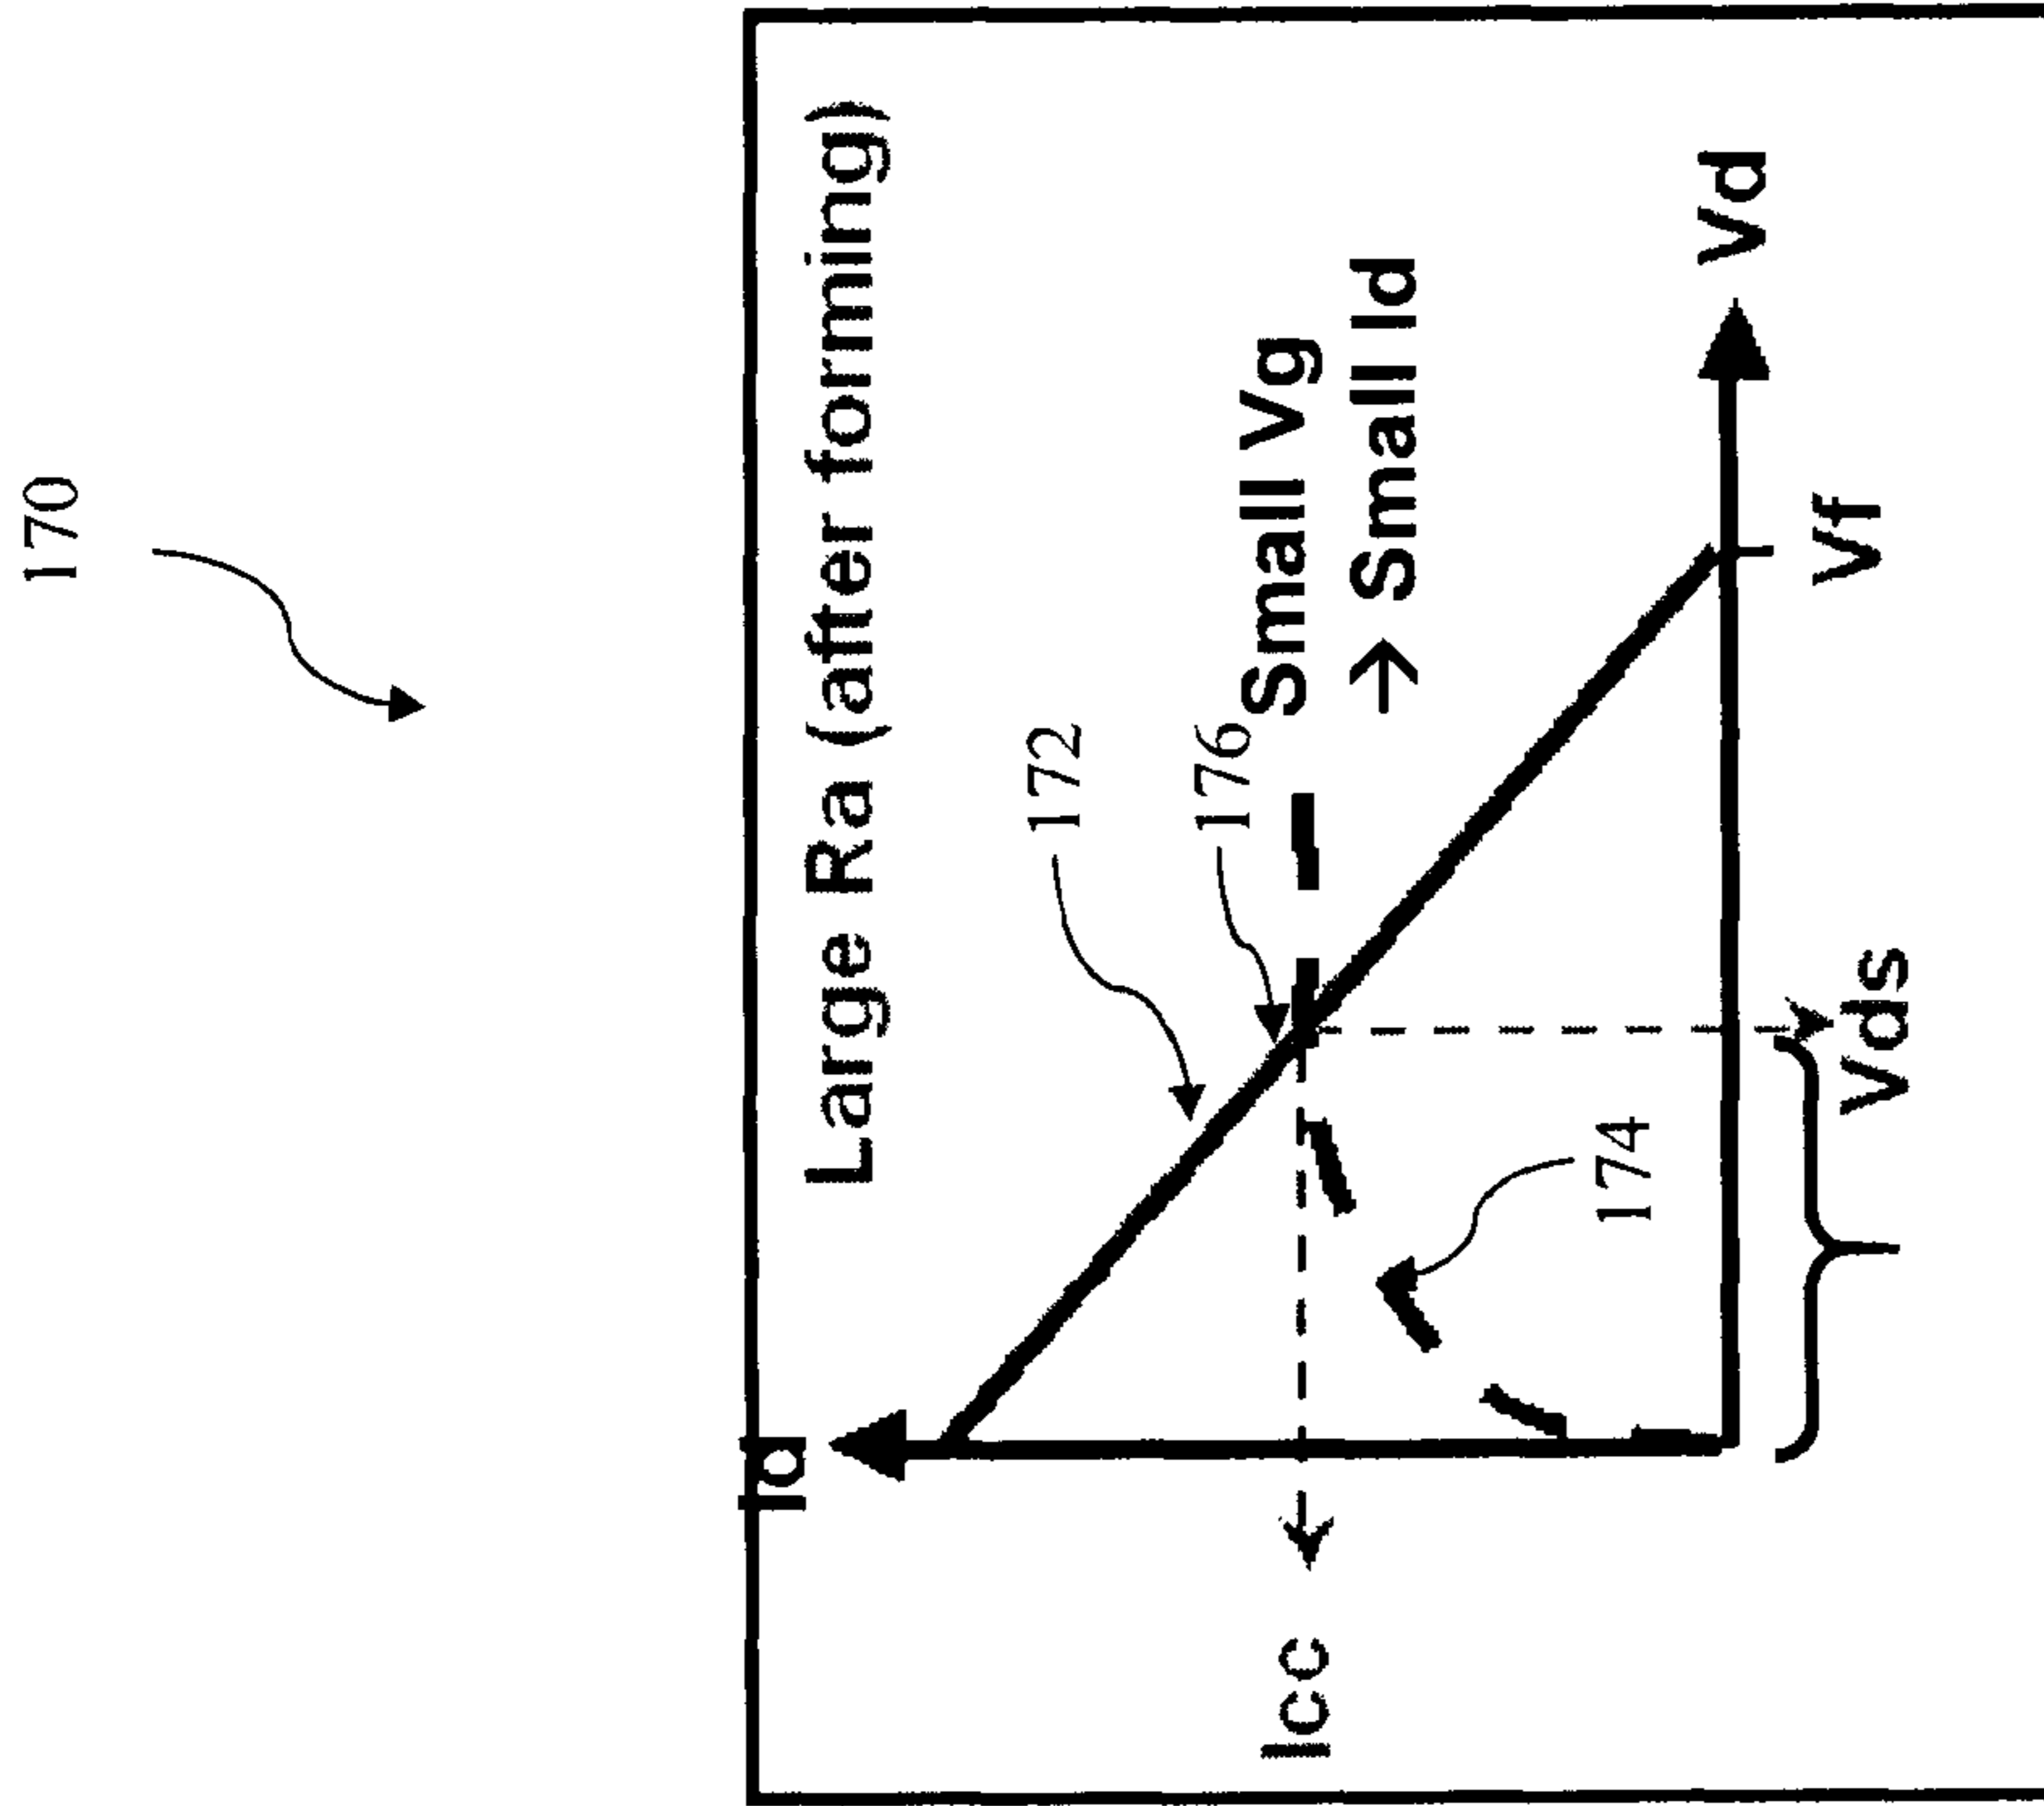 170
Large Ra (after forming)
Id
172
176
Small Vg
→ Small Id
Icc
174
Vd
Vf
Vds